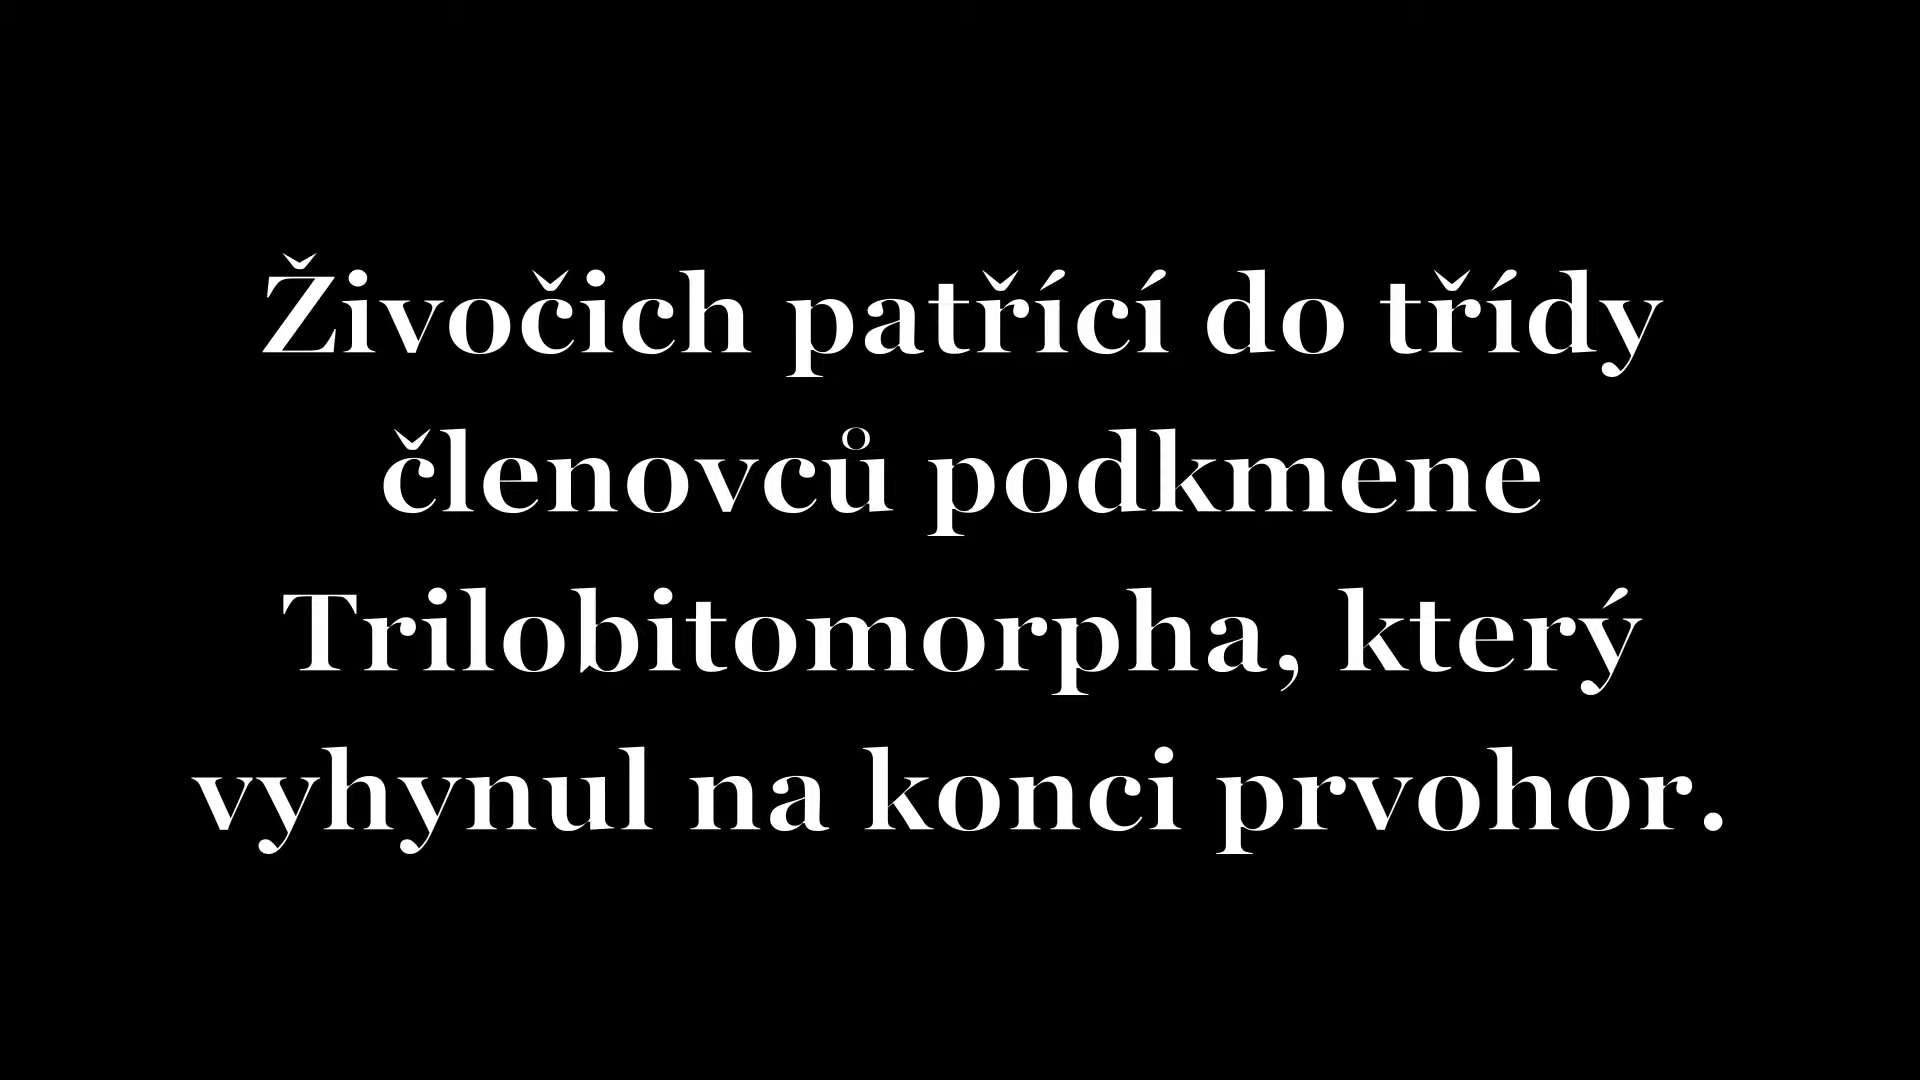 Živočich patřící do třídy
členovců podkmene
Trilobitomorpha, který
vyhynul na konci prvohor.